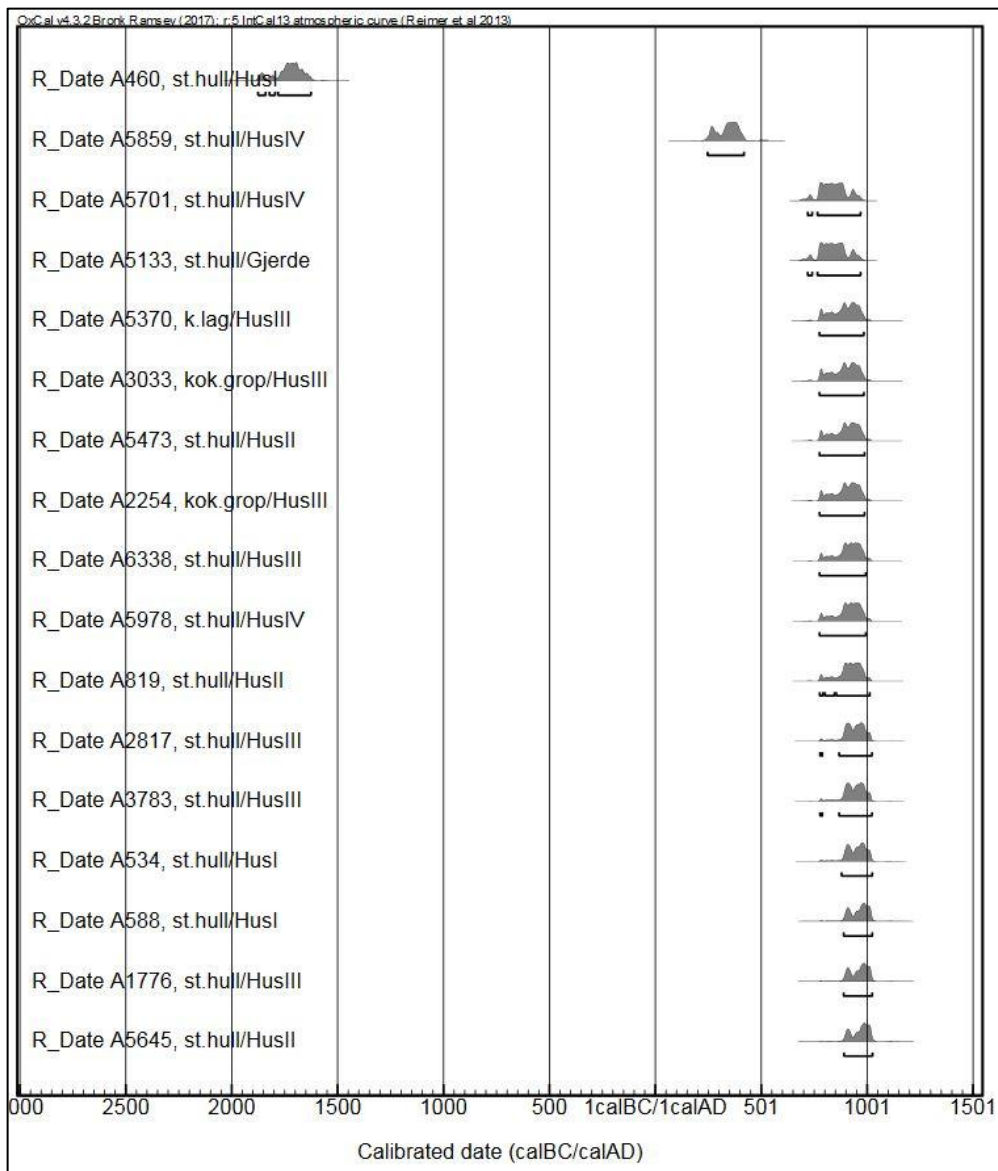 OxCal v4.3.2 Bronk Ramsey (2017); r:5 IntCal13 atmospheric curve (Reimer et al 2013)
R_Date A460, st.hull/HusI
R_Date A5859, st.hull/HusIV
R_Date A5701, st.hull/HusIV
R_Date A5133, st.hull/Gjerde
R_Date A5370, k.lag/HusIII
R_Date A3033, kok.grop/HusIII
R_Date A5473, st.hull/HusII
R_Date A2254, kok.grop/HusIII
R_Date A6338, st.hull/HusIII
R_Date A5978, st.hull/HusIV
R_Date A819, st.hull/HusII
R_Date A2817, st.hull/HusIII
R_Date A3783, st.hull/HusIII
R_Date A534, st.hull/HusI
R_Date A588, st.hull/HusI
R_Date A1776, st.hull/HusIII
R_Date A5645, st.hull/HusII
000 2500 2000 1500 1000 500 1calBC/1calAD 501 1001 1501
Calibrated date (calBC/calAD)